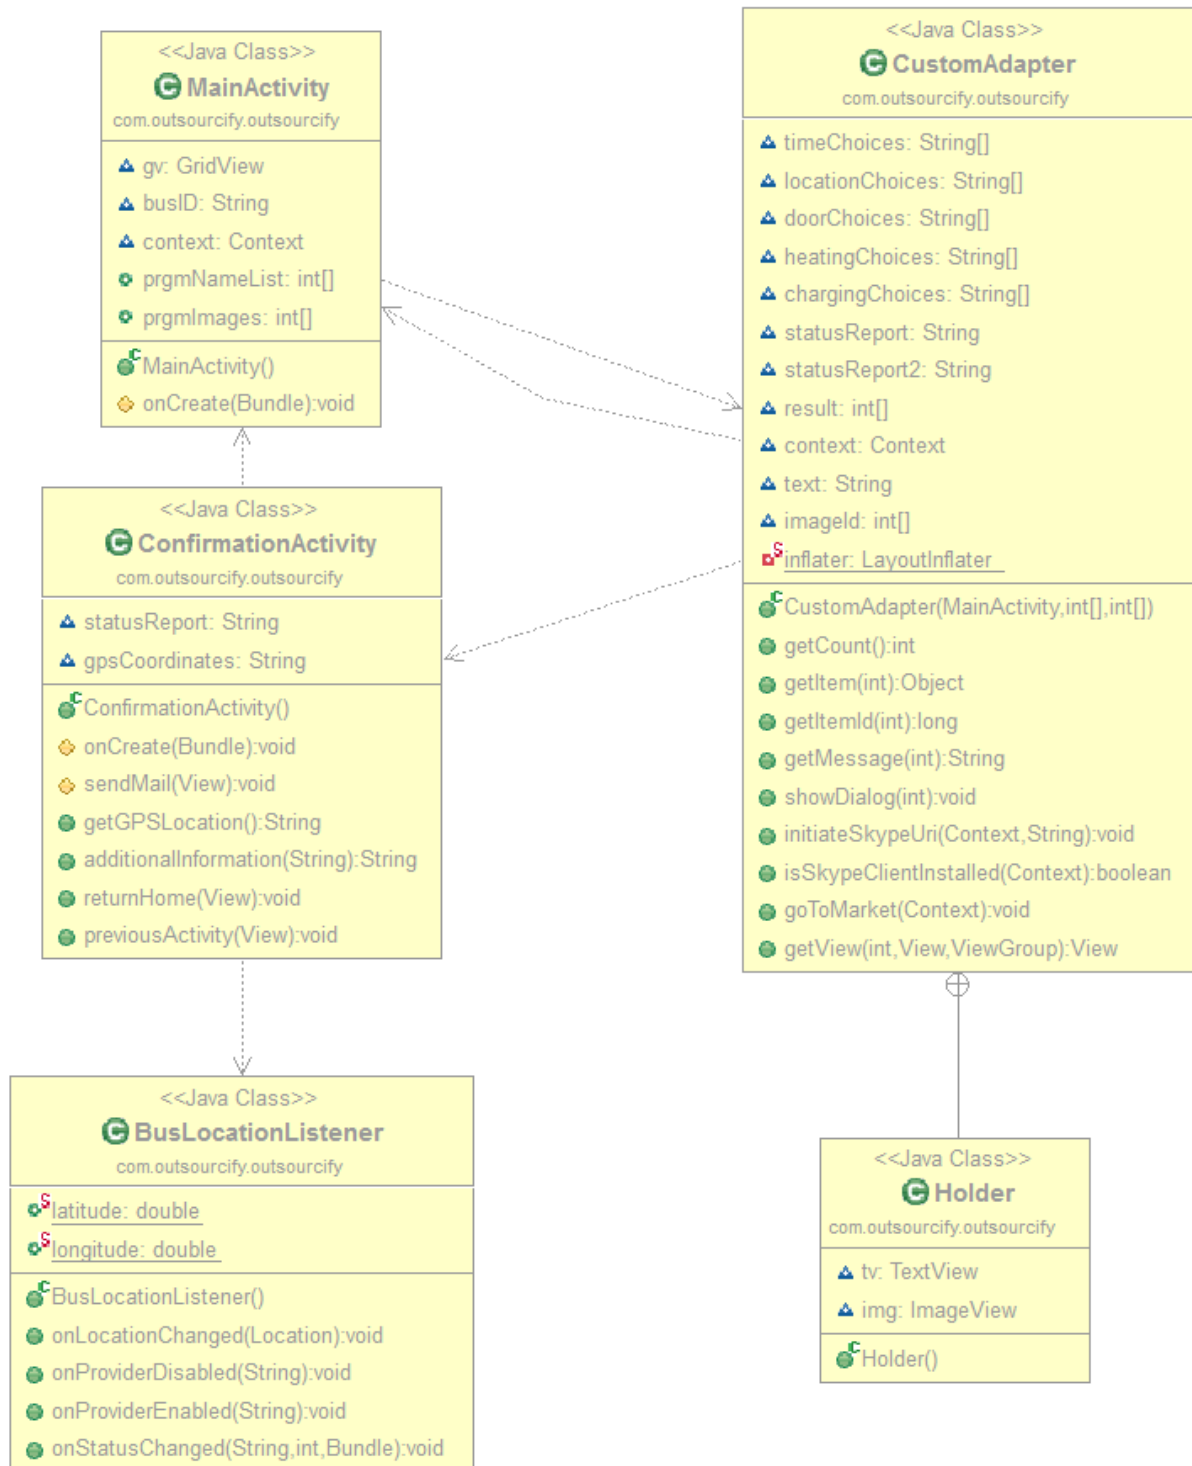 <<Java Class>>
MainActivity
com.outsourcify.outsourcify
gv: GridView
busID: String
context: Context
prgmNameList: int[]
prgmImages: int[]
MainActivity()
onCreate(Bundle):void
<<Java Class>>
CustomAdapter
com.outsourcify.outsourcify
timeChoices: String[]
locationChoices: String[]
doorChoices: String[]
heatingChoices: String[]
chargingChoices: String[]
statusReport: String
statusReport2: String
result: int[]
context: Context
text: String
imageId: int[]
inflater: LayoutInflater
CustomAdapter(MainActivity,int[],int[])
getCount():int
getItem(int):Object
getItemId(int):long
getMessage(int):String
showDialog(int):void
initiateSkypeUri(Context,String):void
isSkypeClientInstalled(Context):boolean
goToMarket(Context):void
getView(int,View,ViewGroup):View
<<Java Class>>
ConfirmationActivity
com.outsourcify.outsourcify
statusReport: String
gpsCoordinates: String
ConfirmationActivity()
onCreate(Bundle):void
sendMail(View):void
getGPSLocation():String
additionalInformation(String):String
returnHome(View):void
previousActivity(View):void
<<Java Class>>
BusLocationListener
com.outsourcify.outsourcify
latitude: double
longitude: double
BusLocationListener()
onLocationChanged(Location):void
onProviderDisabled(String):void
onProviderEnabled(String):void
onStatusChanged(String,int,Bundle):void
<<Java Class>>
Holder
com.outsourcify.outsourcify
tv: TextView
img: ImageView
Holder()